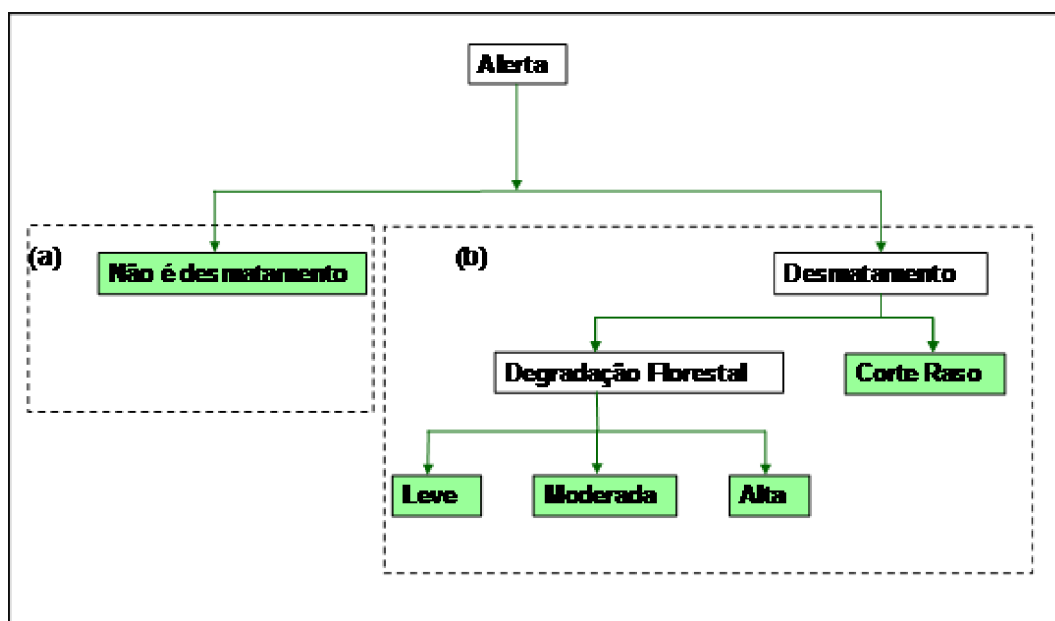 Alerta
(a)
Não é desmatamento
(b)
Desmatamento
Degradação Florestal
Corte Raso
Leve
Moderada
Alta